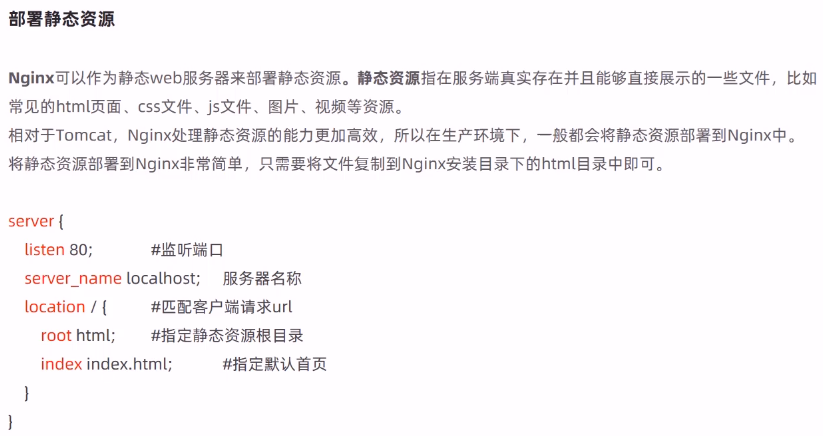 部署静态资源
Nginx可以作为静态web服务器来部署静态资源。静态资源指在服务端真实存在并且能够直接展示的一些文件，比如
常见的html页面、css文件、js文件、图片、视频等资源。
相对于Tomcat，Nginx处理静态资源的能力更加高效，所以在生产环境下，一般都会将静态资源部署到Nginx中。
将静态资源部署到Nginx非常简单，只需要将文件复制到Nginx安装目录下的html目录中即可。
server {
listen 80; #监听端口
server_name localhost; 服务器名称
location / { #匹配客户端请求url
root html; #指定静态资源根目录
index index.html; #指定默认首页
}
}